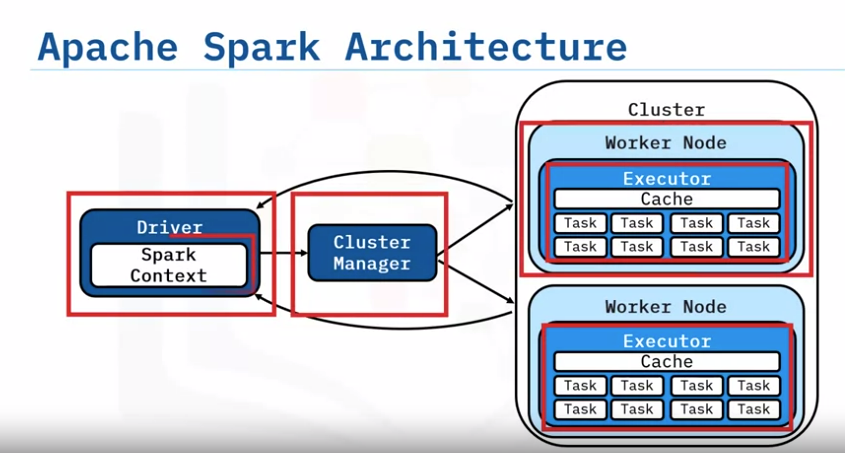 Apache Spark Architecture
Cluster
Worker Node
Executor
Cache
Task Task Task Task
Task Task Task Task
Driver
Spark
Context
Cluster
Manager
Worker Node
Executor
Cache
Task Task Task Task
Task Task Task Task